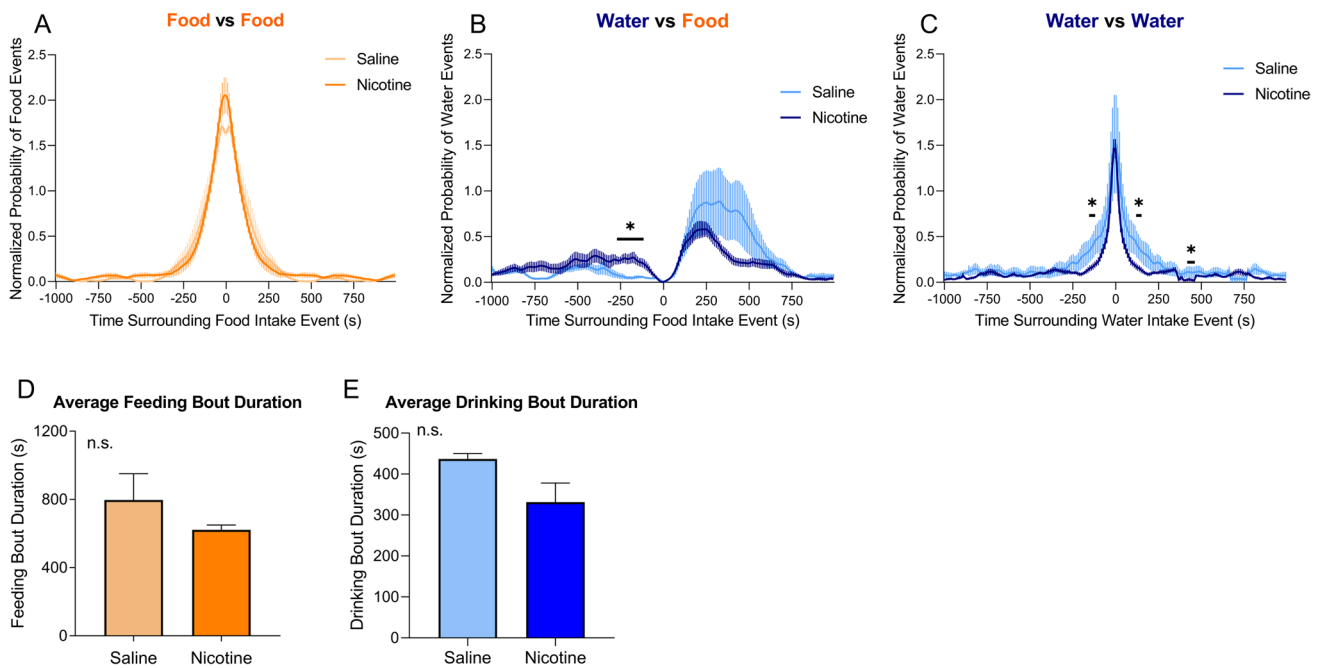 A
Food vs Food
Normalized Probability of Food Events
2.5
2.0
1.5
1.0
0.5
0.0
-1000 -750 -500 -250 0 250 500 750
Time Surrounding Food Intake Event (s)
Saline
Nicotine
B
Water vs Food
Normalized Probability of Water Events
2.5
2.0
1.5
1.0
0.5
0.0
-1000 -750 -500 -250 0 250 500 750
Time Surrounding Food Intake Event (s)
Saline
Nicotine
*
C
Water vs Water
Normalized Probability of Water Events
2.5
2.0
1.5
1.0
0.5
0.0
-1000 -750 -500 -250 0 250 500 750
Time Surrounding Water Intake Event (s)
Saline
Nicotine
* *
*
D
Average Feeding Bout Duration
Feeding Bout Duration (s)
1200
800
400
0
n.s.
Saline Nicotine
E
Average Drinking Bout Duration
Drinking Bout Duration (s)
500
400
300
200
100
0
n.s.
Saline Nicotine